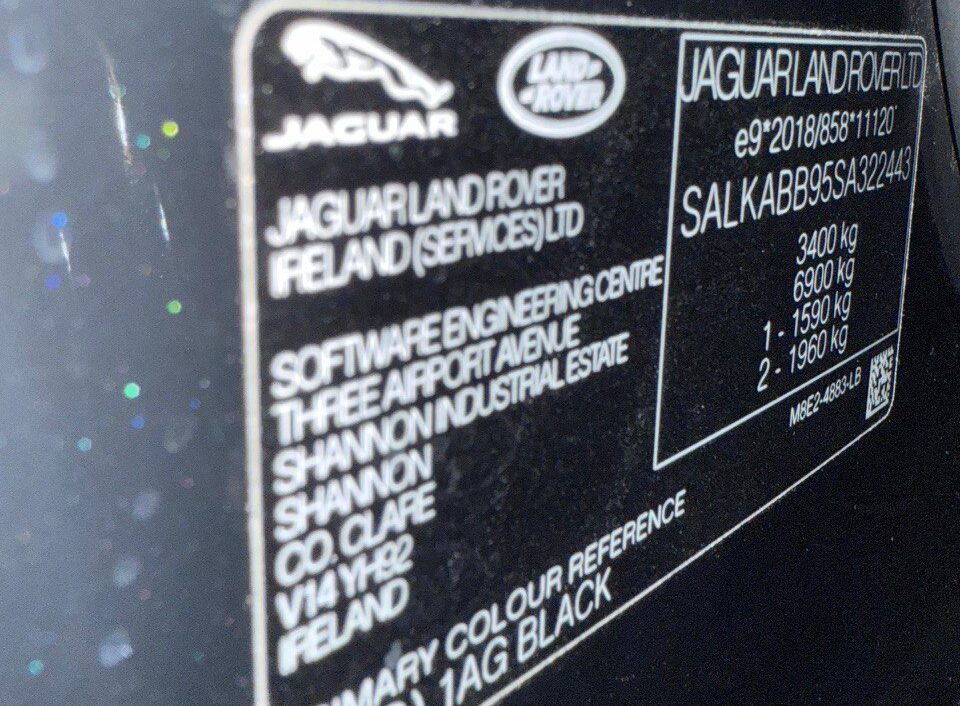 JAGUAR
LAND
ROVER
JAGUAR LAND ROVER
IRELAND (SERVICES) LTD
SOFTWARE ENGINEERING CENTRE
THREE AIRPORT AVENUE
SHANNON INDUSTRIAL ESTATE
SHANNON
CO. CLARE
V14 YH92
IRELAND
JAGUAR LAND ROVER LTD
e9*2018/858*11120
SALKABB95SA322443
3400 kg
6900 kg
1 - 1590 kg
2 - 1960 kg
M8E2-4883-LB
RIMARY COLOUR REFERENCE
1AG BLACK